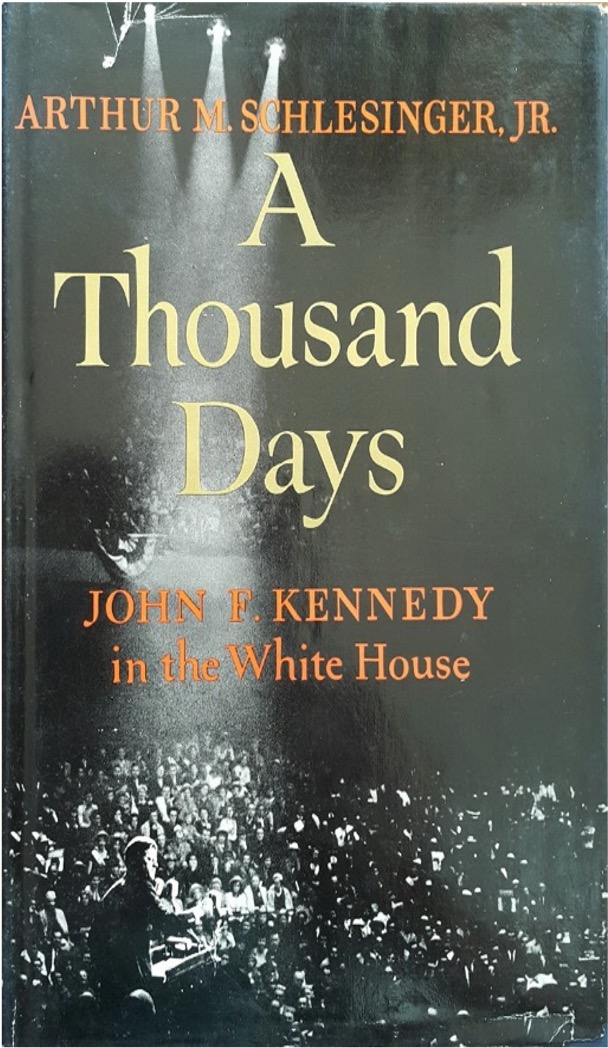 ARTHUR M. SCHLESINGER, JR.
A
Thousand
Days
JOHN F. KENNEDY
in the White House